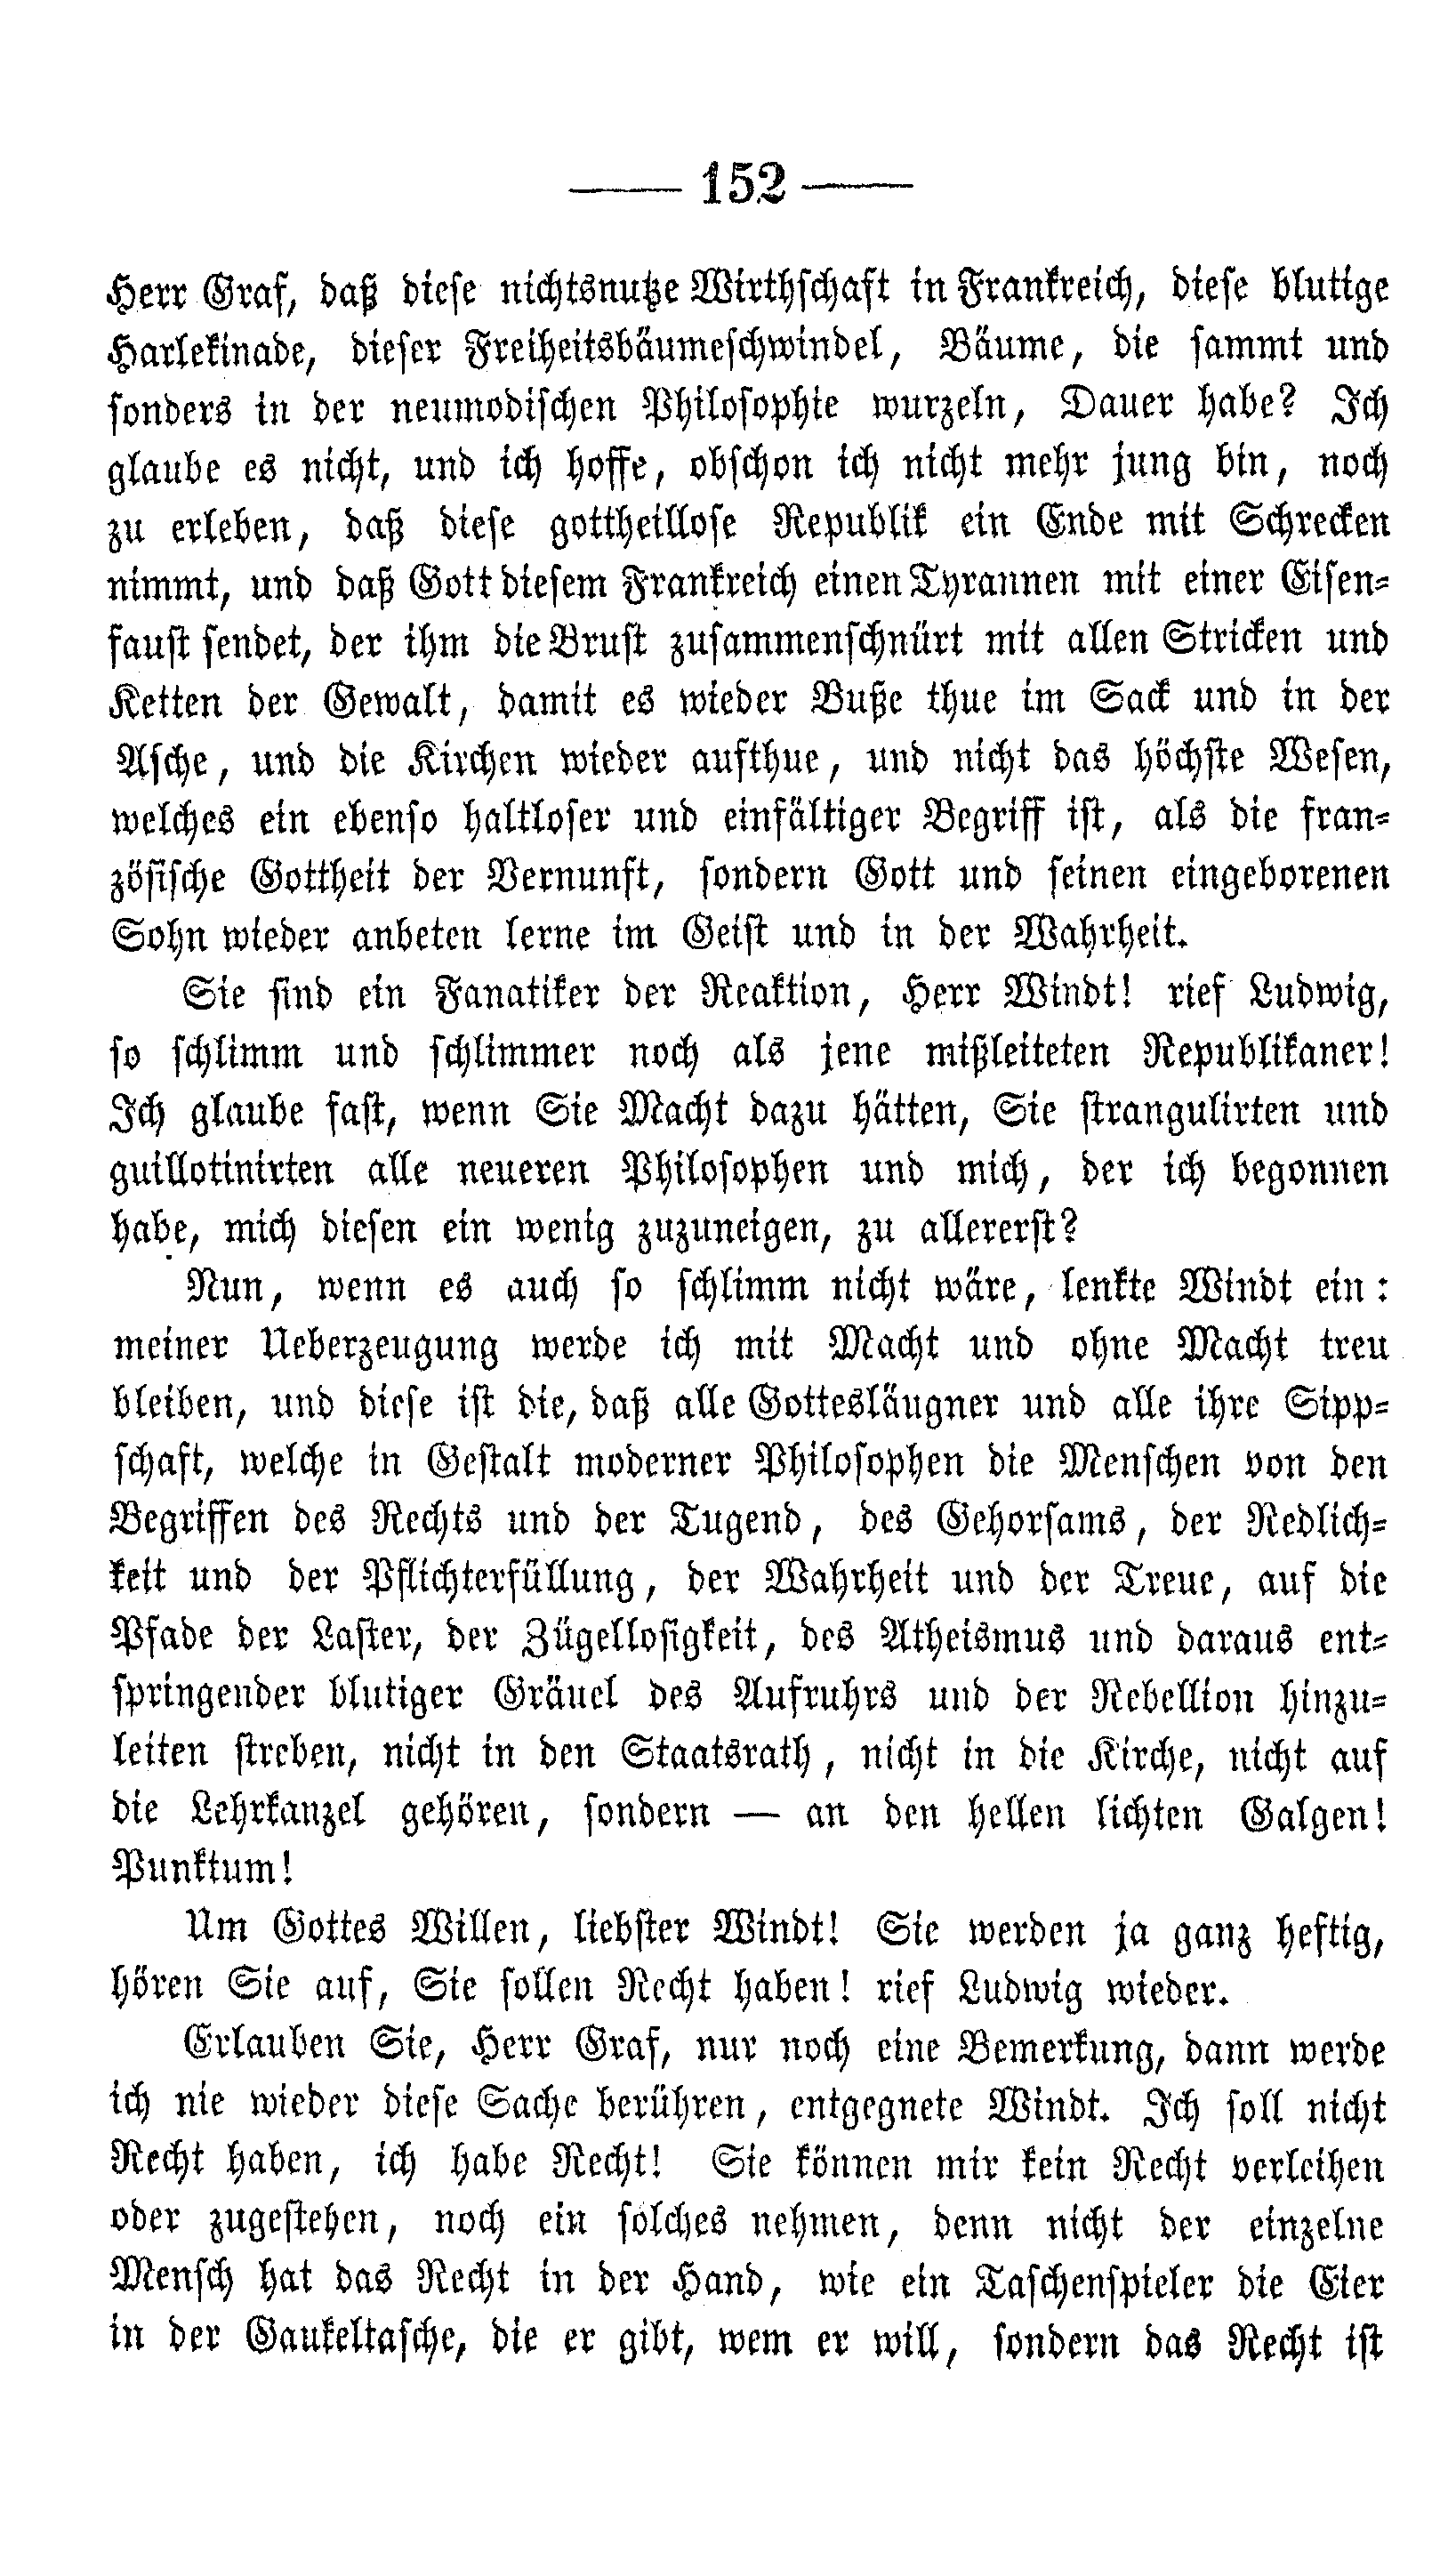 — 152 —
Herr Graf, daß diese nichtsnutze Wirthschaft in Frankreich, diese blutige
Harlekinade, dieser Freiheitsbäumeschwindel, Bäume, die sammt und
sonders in der neumodischen Philosophie wurzeln, Dauer habe? Ich
glaube es nicht, und ich hoffe, obschon ich nicht mehr jung bin, noch
zu erleben, daß diese gottheillose Republik ein Ende mit Schrecken
nimmt, und daß Gott diesem Frankreich einen Tyrannen mit einer Eisen-
faust sendet, der ihm die Brust zusammenschnürt mit allen Stricken und
Ketten der Gewalt, damit es wieder Buße thue im Sack und in der
Asche, und die Kirchen wieder aufthue, und nicht das höchste Wesen,
welches ein ebenso haltloser und einfältiger Begriff ist, als die fran-
zösische Gottheit der Vernunft, sondern Gott und seinen eingeborenen
Sohn wieder anbeten lerne im Geist und in der Wahrheit.
Sie sind ein Fanatiker der Reaktion, Herr Windt! rief Ludwig,
so schlimm und schlimmer noch als jene mißleiteten Republikaner!
Ich glaube fast, wenn Sie Macht dazu hätten, Sie strangulirten und
guillotinirten alle neueren Philosophen und mich, der ich begonnen
habe, mich diesen ein wenig zuzuneigen, zu allererst?
Nun, wenn es auch so schlimm nicht wäre, lenkte Windt ein:
meiner Ueberzeugung werde ich mit Macht und ohne Macht treu
bleiben, und diese ist die, daß alle Gottesläugner und alle ihre Sipp-
schaft, welche in Gestalt moderner Philosophen die Menschen von den
Begriffen des Rechts und der Tugend, des Gehorsams, der Redlich-
keit und der Pflichterfüllung, der Wahrheit und der Treue, auf die
Pfade der Laster, der Zügellosigkeit, des Atheismus und daraus ent-
springender blutiger Gräuel des Aufruhrs und der Rebellion hinzu-
leiten streben, nicht in den Staatsrath, nicht in die Kirche, nicht auf
die Lehrkanzel gehören, sondern — an den hellen lichten Galgen!
Punktum!
Um Gottes Willen, liebster Windt! Sie werden ja ganz heftig,
hören Sie auf, Sie sollen Recht haben! rief Ludwig wieder.
Erlauben Sie, Herr Graf, nur noch eine Bemerkung, dann werde
ich nie wieder diese Sache berühren, entgegnete Windt. Ich soll nicht
Recht haben, ich habe Recht! Sie können mir kein Recht verleihen
oder zugestehen, noch ein solches nehmen, denn nicht der einzelne
Mensch hat das Recht in der Hand, wie ein Taschenspieler die Eier
in der Gaukeltasche, die er gibt, wem er will, sondern das Recht ist